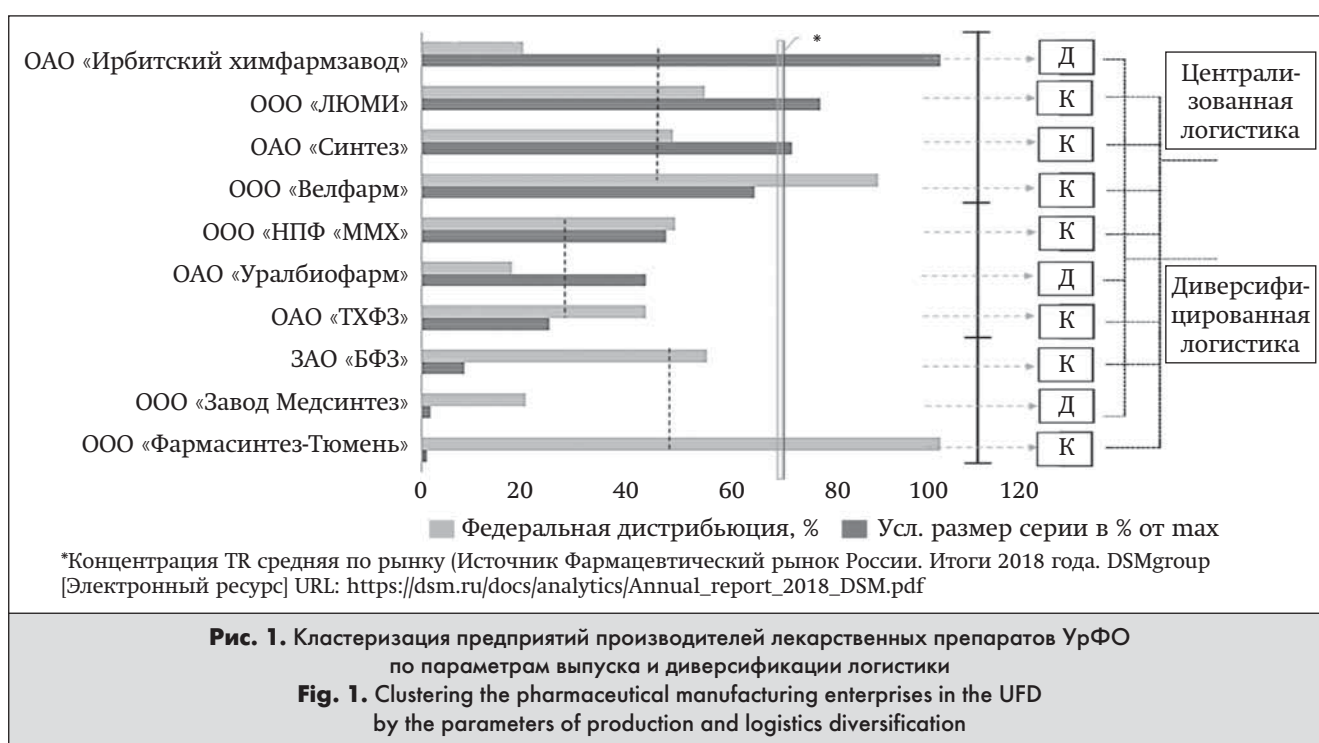 *
ОАО «Ирбитский химфармзавод»
ООО «ЛЮМИ»
ОАО «Синтез»
ООО «Велфарм»
ООО «НПФ «ММХ»
ОАО «Уралбиофарм»
ОАО «ТХФЗ»
ЗАО «БФЗ»
ООО «Завод Медсинтез»
ООО «Фармасинтез-Тюмень»
Д
К
К
К
К
Д
К
К
Д
К
Централи-
зованная
логистика
Диверсифи-
цированная
логистика
0 20 40 60 80 100 120
Федеральная дистрибьюция, % Усл. размер серии в % от max
*Концентрация TR средняя по рынку (Источник Фармацевтический рынок России. Итоги 2018 года. DSMgroup
[Электронный ресурс] URL: https://dsm.ru/docs/analytics/Annual_report_2018_DSM.pdf
Рис. 1. Кластеризация предприятий производителей лекарственных препаратов УрФО
по параметрам выпуска и диверсификации логистики
Fig. 1. Clustering the pharmaceutical manufacturing enterprises in the UFD
by the parameters of production and logistics diversification